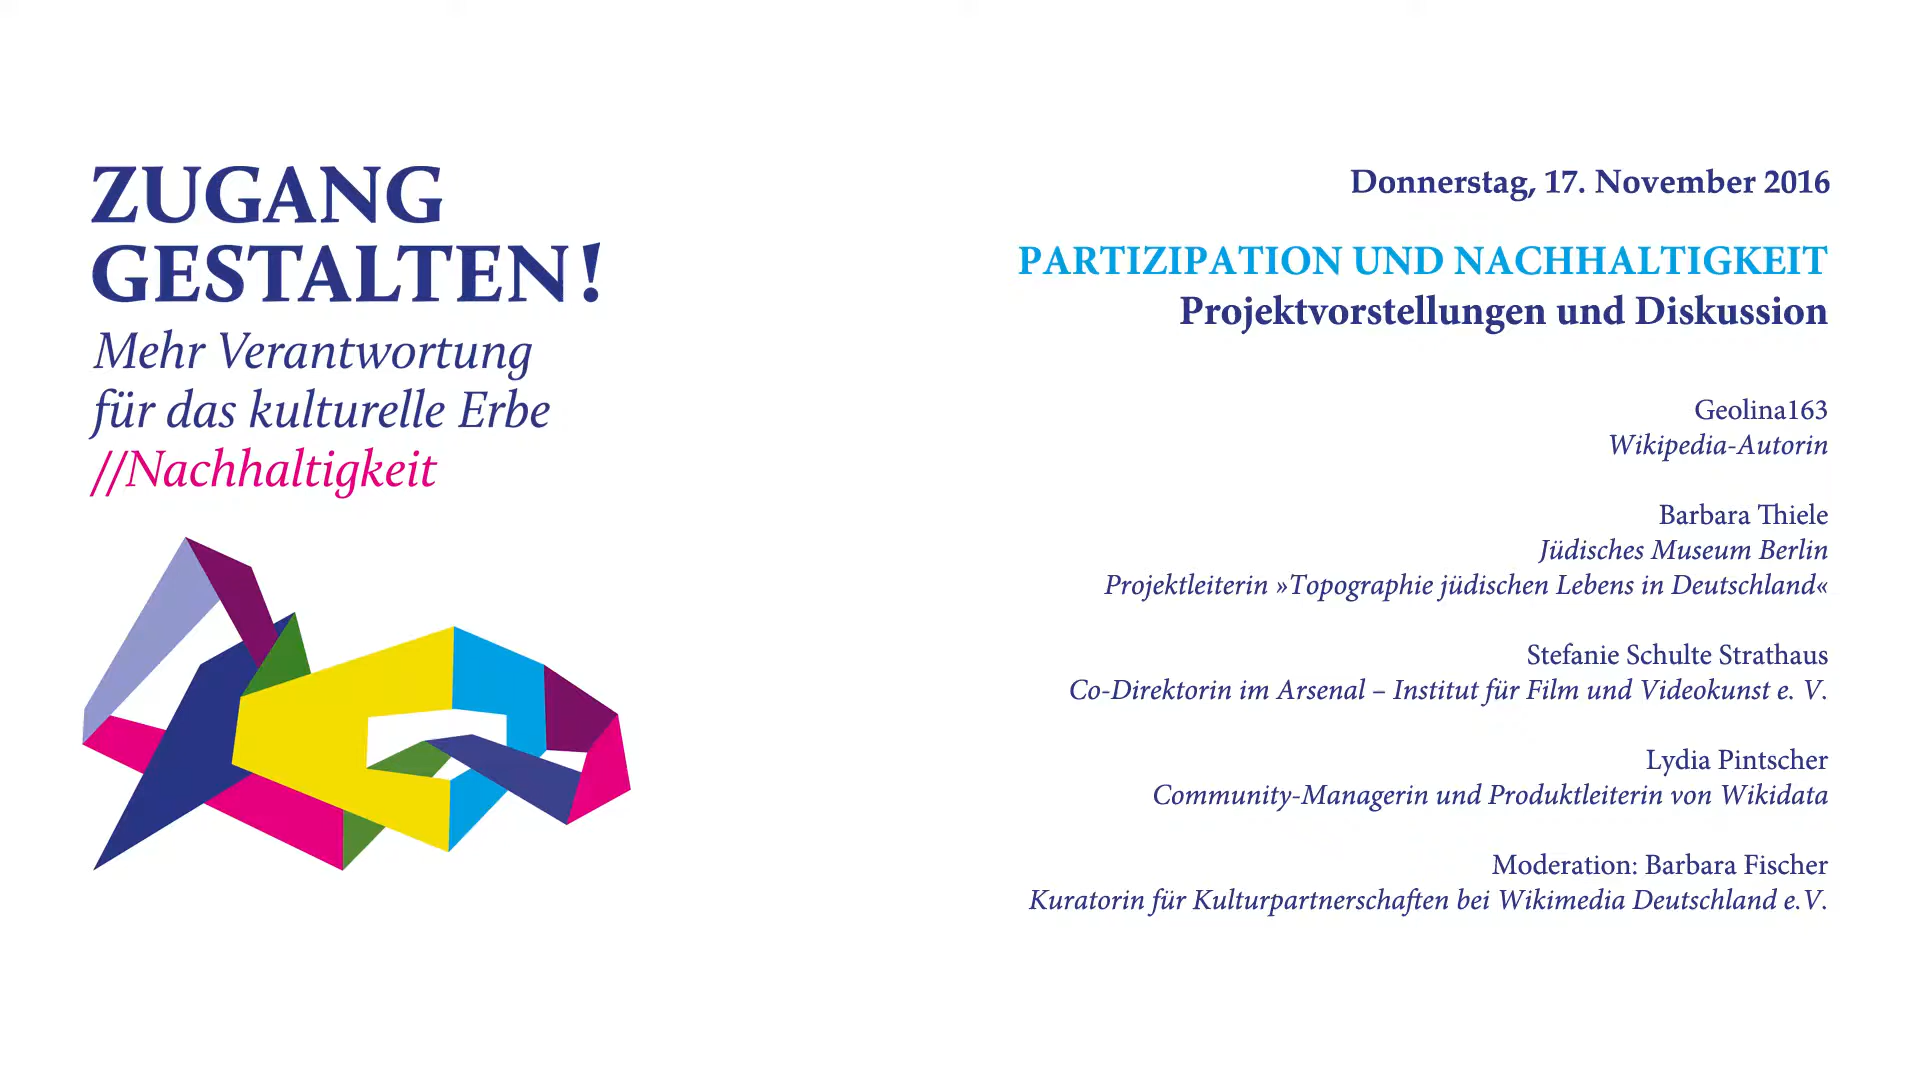 ZUGANG
GESTALTEN!
Mehr Verantwortung
für das kulturelle Erbe
//Nachhaltigkeit
Donnerstag, 17. November 2016
PARTIZIPATION UND NACHHALTIGKEIT
Projektvorstellungen und Diskussion
Geolina163
Wikipedia-Autorin
Barbara Thiele
Jüdisches Museum Berlin
Projektleiterin »Topographie jüdischen Lebens in Deutschland«
Stefanie Schulte Strathaus
Co-Direktorin im Arsenal – Institut für Film und Videokunst e. V.
Lydia Pintscher
Community-Managerin und Produktleiterin von Wikidata
Moderation: Barbara Fischer
Kuratorin für Kulturpartnerschaften bei Wikimedia Deutschland e.V.